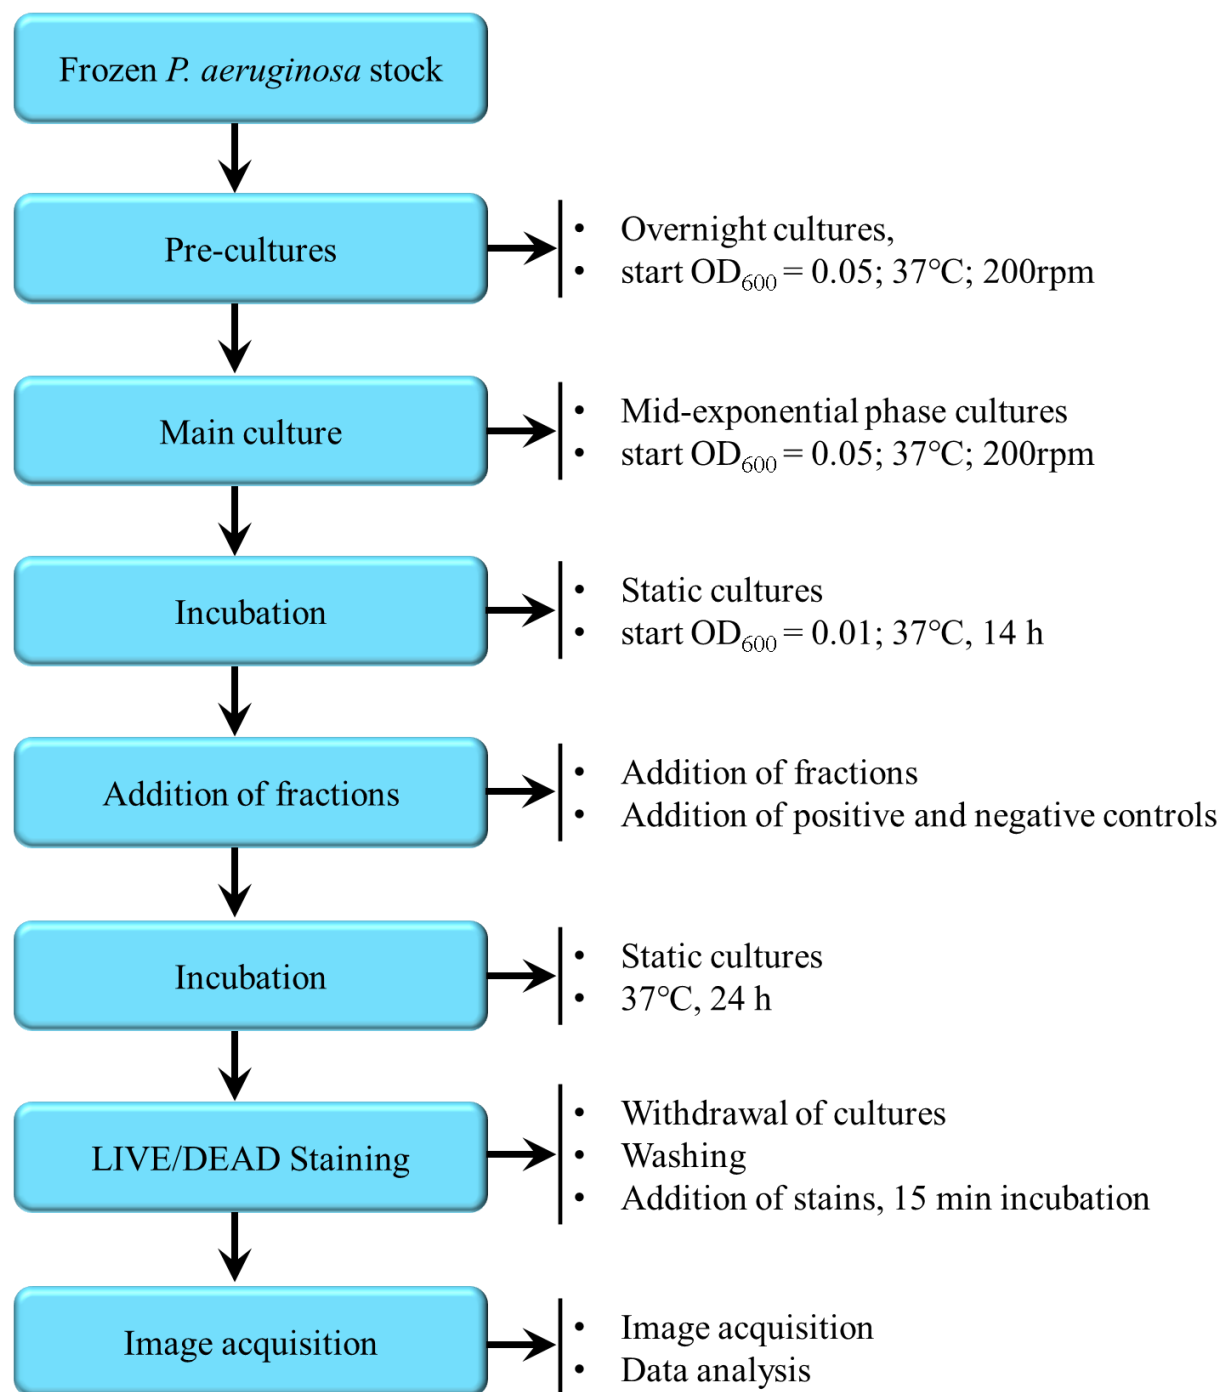 Frozen P. aeruginosa stock
Pre-cultures
• Overnight cultures,
• start OD600 = 0.05; 37°C; 200rpm
Main culture
• Mid-exponential phase cultures
• start OD600 = 0.05; 37°C; 200rpm
Incubation
• Static cultures
• start OD600 = 0.01; 37°C, 14 h
Addition of fractions
• Addition of fractions
• Addition of positive and negative controls
Incubation
• Static cultures
• 37°C, 24 h
LIVE/DEAD Staining
• Withdrawal of cultures
• Washing
• Addition of stains, 15 min incubation
Image acquisition
• Image acquisition
• Data analysis